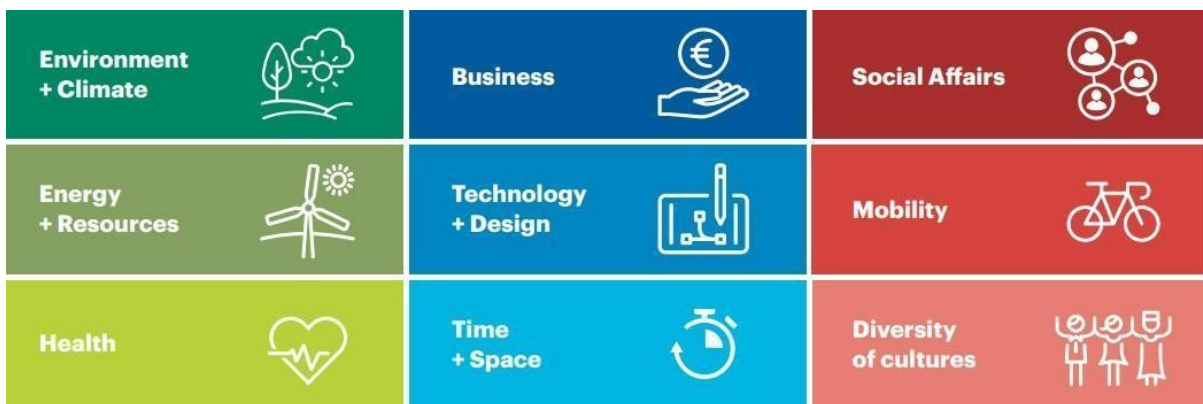 Environment
+ Climate
Business
€
Social Affairs
Energy
+ Resources
Technology
+ Design
Mobility
Health
Time
+ Space
Diversity
of cultures